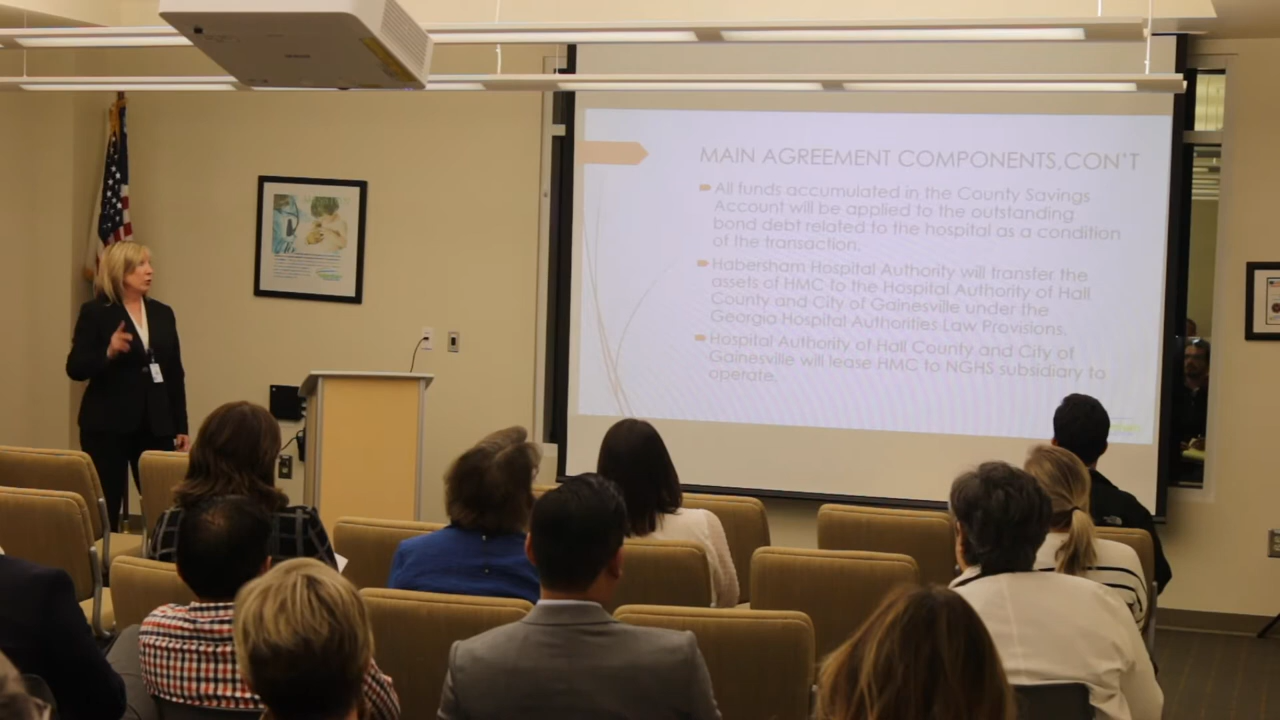 MAIN AGREEMENT COMPONENTS,CON'T
All funds accumulated in the County Savings
Account will be applied to the outstanding
bond debt related to the hospital as a condition
of the transaction.
Habersham Hospital Authority will transfer the
assets of HMC to the Hospital Authority of Hall
County and City of Gainesville under the
Georgia Hospital Authorities Law Provisions.
Hospital Authority of Hall County and City of
Gainesville will lease HMC to NGHS subsidiary to
operate.